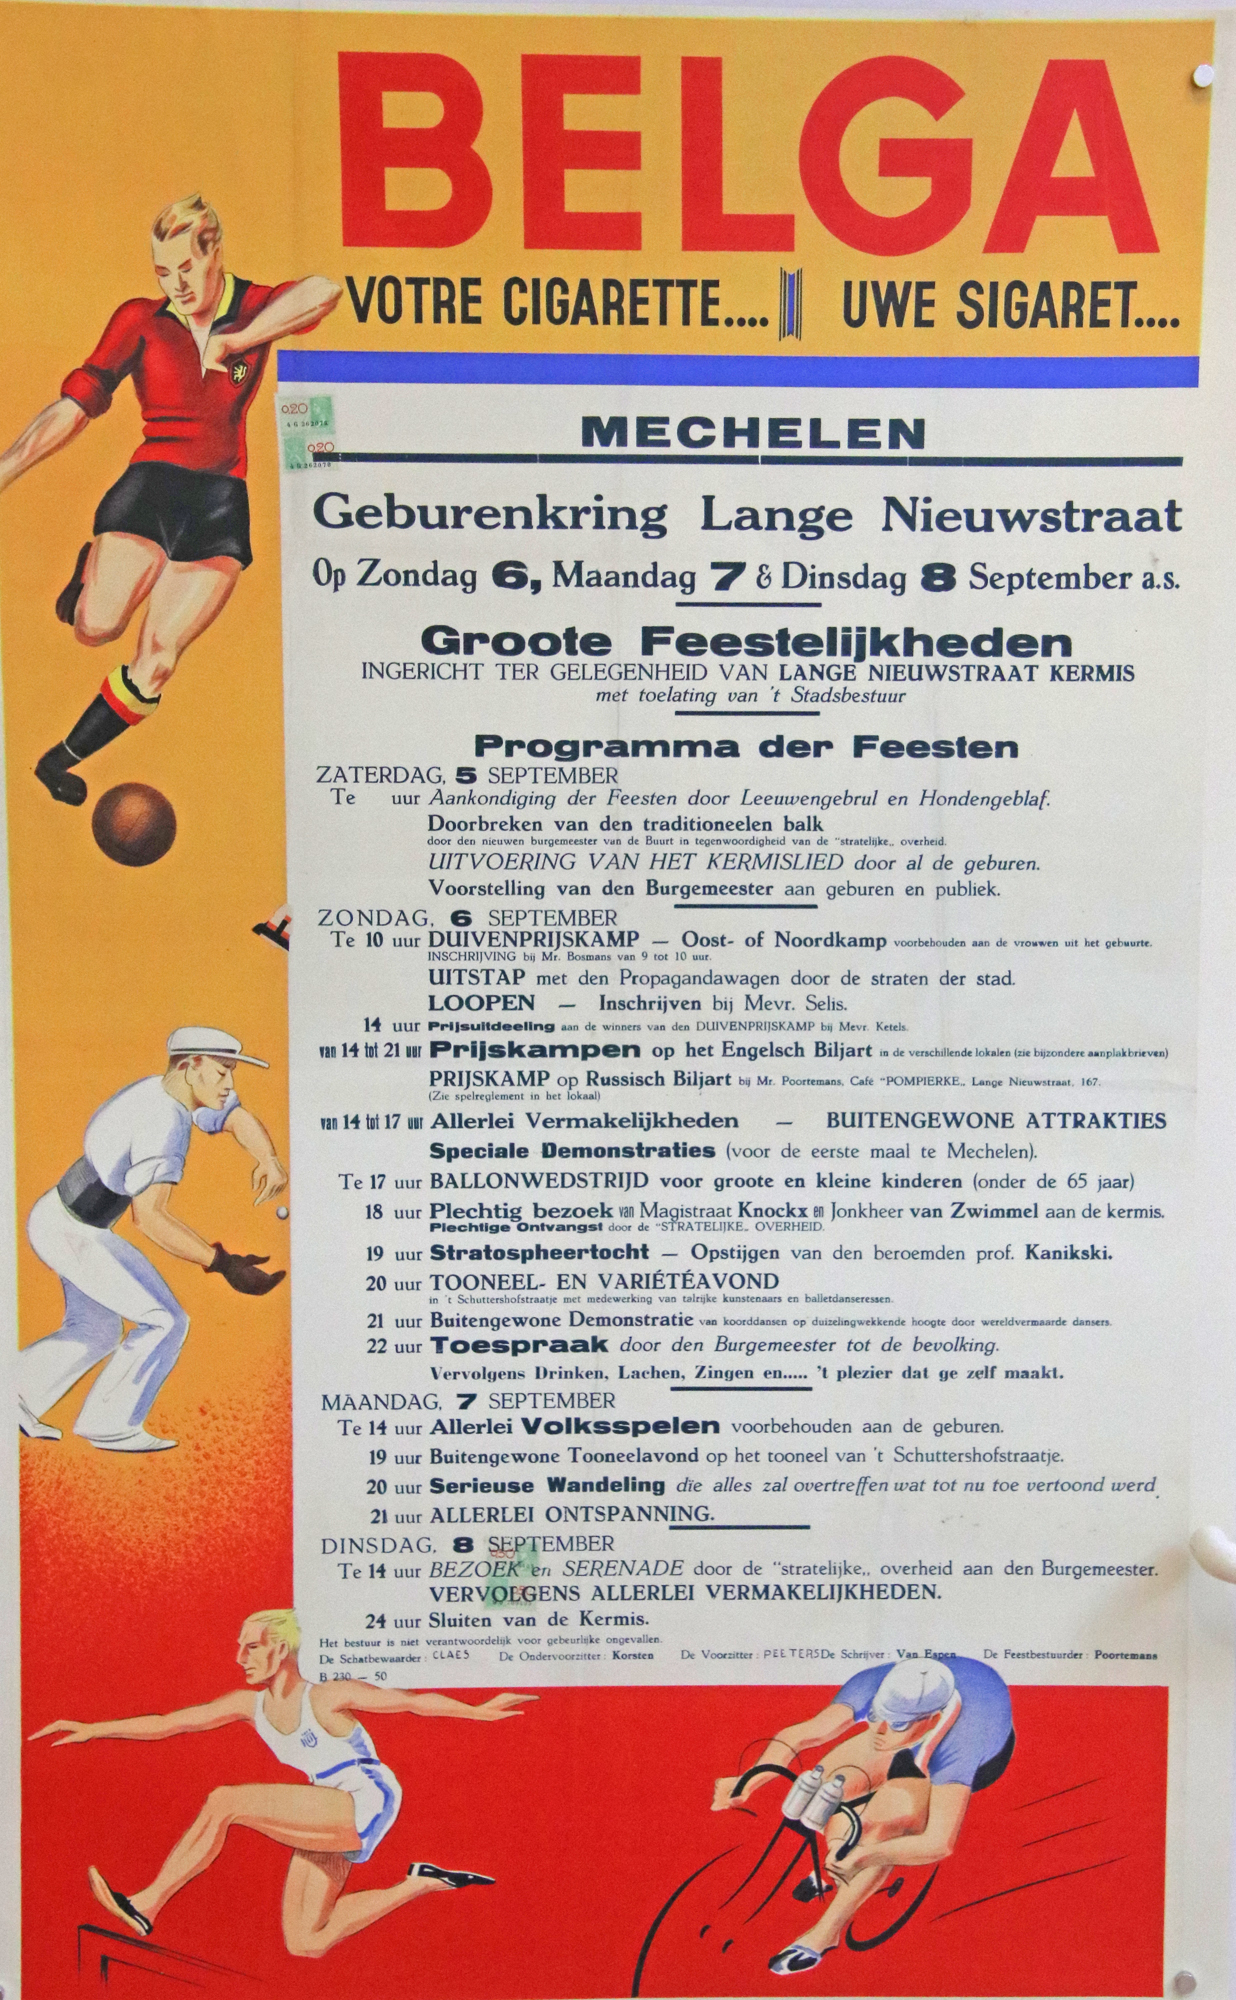 BELGA
VOTRE CIGARETTE.... UWE SIGARET....
0.20
4 G 263078
0.20
4 G 263078
MECHELEN
Geburenkring Lange Nieuwstraat
Op Zondag 6, Maandag 7 & Dinsdag 8 September a.s.
Groote Feestelijkheden
INGERICHT TER GELEGENHEID VAN LANGE NIEUWSTRAAT KERMIS
met toelating van 't Stadsbestuur
Programma der Feesten
ZATERDAG, 5 SEPTEMBER
Te uur Aankondiging der Feesten door Leeuwengebrul en Hondengeblaf.
Doorbreken van den traditioneelen balk
door den nieuwen burgemeester van de Buurt in tegenwoordigheid van de "stratelijke„ overheid.
UITVOERING VAN HET KERMISLIED door al de geburen.
Voorstelling van den Burgemeester aan geburen en publiek.
ZONDAG, 6 SEPTEMBER
Te 10 uur DUIVENPRIJSKAMP — Oost- of Noordkamp voorbehouden aan de vrouwen uit het gebuurte.
INSCHRIJVING bij Mr. Bosmans van 9 tot 10 uur.
UITSTAP met den Propagandawagen door de straten der stad.
LOOPEN — Inschrijven bij Mevr. Selis.
14 uur Prijsuitdeeling aan de winners van den DUIVENPRIJSKAMP bij Mevr. Ketels.
van 14 tot 21 uur Prijskampen op het Engelsch Biljart in de verschillende lokalen (zie bijzondere aanplakbrieven)
PRIJSKAMP op Russisch Biljart bij Mr. Poortemans, Café "POMPIERKE„ Lange Nieuwstraat, 167.
(Zie spelreglement in het lokaal)
van 14 tot 17 uur Allerlei Vermakelijkheden — BUITENGEWONE ATTRAKTIES
Speciale Demonstraties (voor de eerste maal te Mechelen).
Te 17 uur BALLONWEDSTRIJD voor groote en kleine kinderen (onder de 65 jaar)
18 uur Plechtig bezoek van Magistraat Knockx en Jonkheer van Zwimmel aan de kermis.
Plechtige Ontvangst door de "STRATELIJKE„ OVERHEID.
19 uur Stratospheertocht — Opstijgen van den beroemden prof. Kanikski.
20 uur TOONEEL- EN VARIÉTÉAVOND
in 't Schuttershofstraatje met medewerking van talrijke kunstenaars en balletdanseressen.
21 uur Buitengewone Demonstratie van koorddansen op duizelingwekkende hoogte door wereldvermaarde dansers.
22 uur Toespraak door den Burgemeester tot de bevolking.
Vervolgens Drinken, Lachen, Zingen en..... 't plezier dat ge zelf maakt.
MAANDAG, 7 SEPTEMBER
Te 14 uur Allerlei Volksspelen voorbehouden aan de geburen.
19 uur Buitengewone Tooneelavond op het tooneel van 't Schuttershofstraatje.
20 uur Serieuse Wandeling die alles zal overtreffen wat tot nu toe vertoond werd.
21 uur ALLERLEI ONTSPANNING.
DINSDAG, 8 SEPTEMBER
Te 14 uur BEZOEK en SERENADE door de "stratelijke„ overheid aan den Burgemeester.
VERVOLGENS ALLERLEI VERMAKELIJKHEDEN.
24 uur Sluiten van de Kermis.
Het bestuur is niet verantwoordelijk voor gebeurlijke ongevallen.
De Schatbewaarder : CLAES De Ondervoorzitter : Korsten De Voorzitter : PEETERS De Schrijver : Van Espen De Feestbestuurder : Poortemans
B 230 — 50